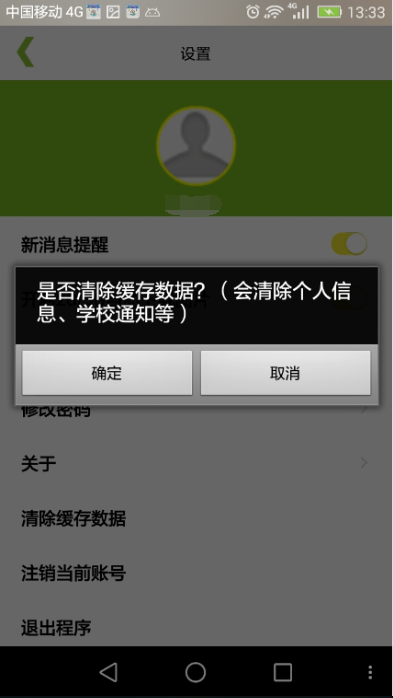 中国移动 4G 4G 13:33
设置
新消息提醒
是否清除缓存数据？（会清除个人信
息、学校通知等）
确定 取消
修改密码
关于
清除缓存数据
注销当前账号
退出程序